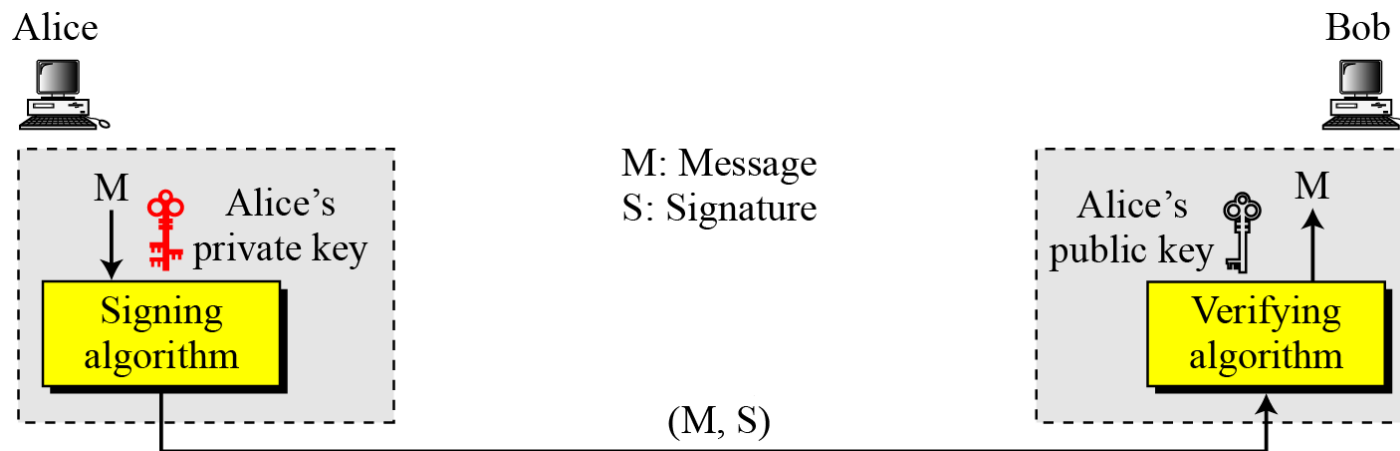 Alice
Bob
M: Message
S: Signature
M
Alice’s
private key
Signing
algorithm
Alice’s
public key
M
Verifying
algorithm
(M, S)